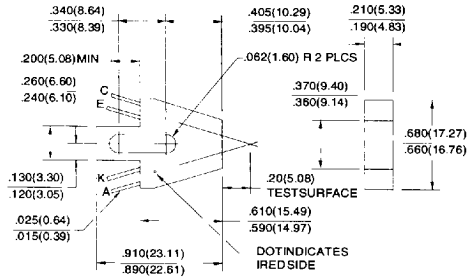 .340(8.64)
.330(8.39)
.405(10.29)
.395(10.04)
.210(5.33)
.190(4.83)
.200(5.08)MIN
.062(1.60) R 2 PLCS
.260(6.60)
.240(6.10)
C
E
.370(9.40)
.360(9.14)
.680(17.27)
.660(16.76)
.130(3.30)
.120(3.05)
K
A
.20(5.08)
TESTSURFACE
.025(0.64)
.015(0.39)
.610(15.49)
.590(14.97)
.910(23.11)
.890(22.61)
DOTINDICATES
IREDSIDE